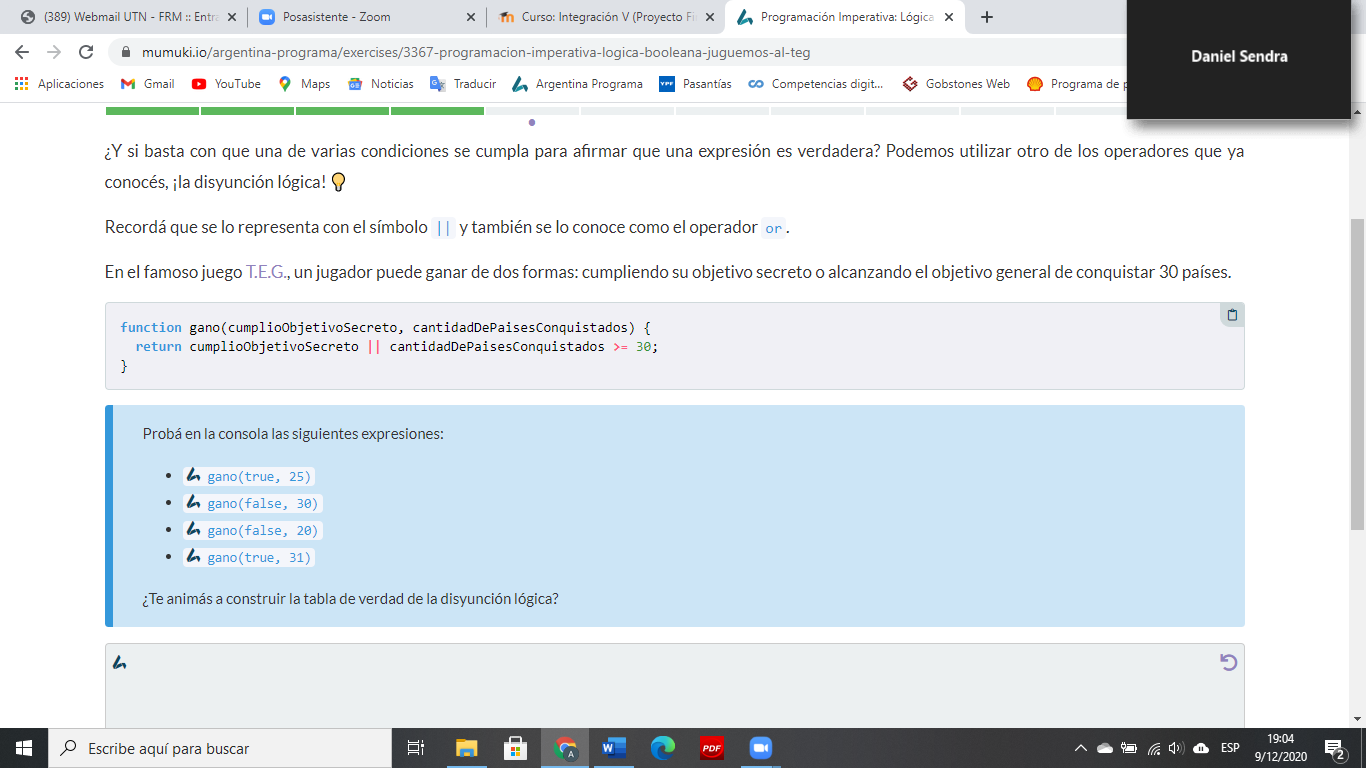 (389) Webmail UTN - FRM :: Entra
Posasistente - Zoom
Curso: Integración V (Proyecto Fi
Programación Imperativa: Lógica
Daniel Sendra
mumuki.io/argentina-programa/exercises/3367-programacion-imperativa-logica-booleana-juguemos-al-teg
Aplicaciones Gmail YouTube Maps Noticias Traducir Argentina Programa YPF Pasantías Competencias digit... Gobstones Web Programa de p
¿Y si basta con que una de varias condiciones se cumpla para afirmar que una expresión es verdadera? Podemos utilizar otro de los operadores que ya
conocés, ¡la disyunción lógica!
Recordá que se lo representa con el símbolo || y también se lo conoce como el operador or.
En el famoso juego T.E.G., un jugador puede ganar de dos formas: cumpliendo su objetivo secreto o alcanzando el objetivo general de conquistar 30 países.
function gano(cumplioObjetivoSecreto, cantidadDePaisesConquistados) {
return cumplioObjetivoSecreto || cantidadDePaisesConquistados >= 30;
}
Probá en la consola las siguientes expresiones:
gano(true, 25)
gano(false, 30)
gano(false, 20)
gano(true, 31)
¿Te animás a construir la tabla de verdad de la disyunción lógica?
Escribe aquí para buscar
W
PDF
A
ESP
19:04
9/12/2020
2